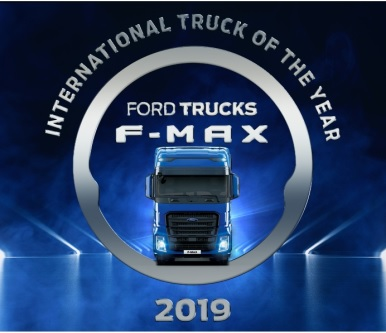 INTERNATIONAL TRUCK OF THE YEAR
FORD TRUCKS
F-MAX
2019